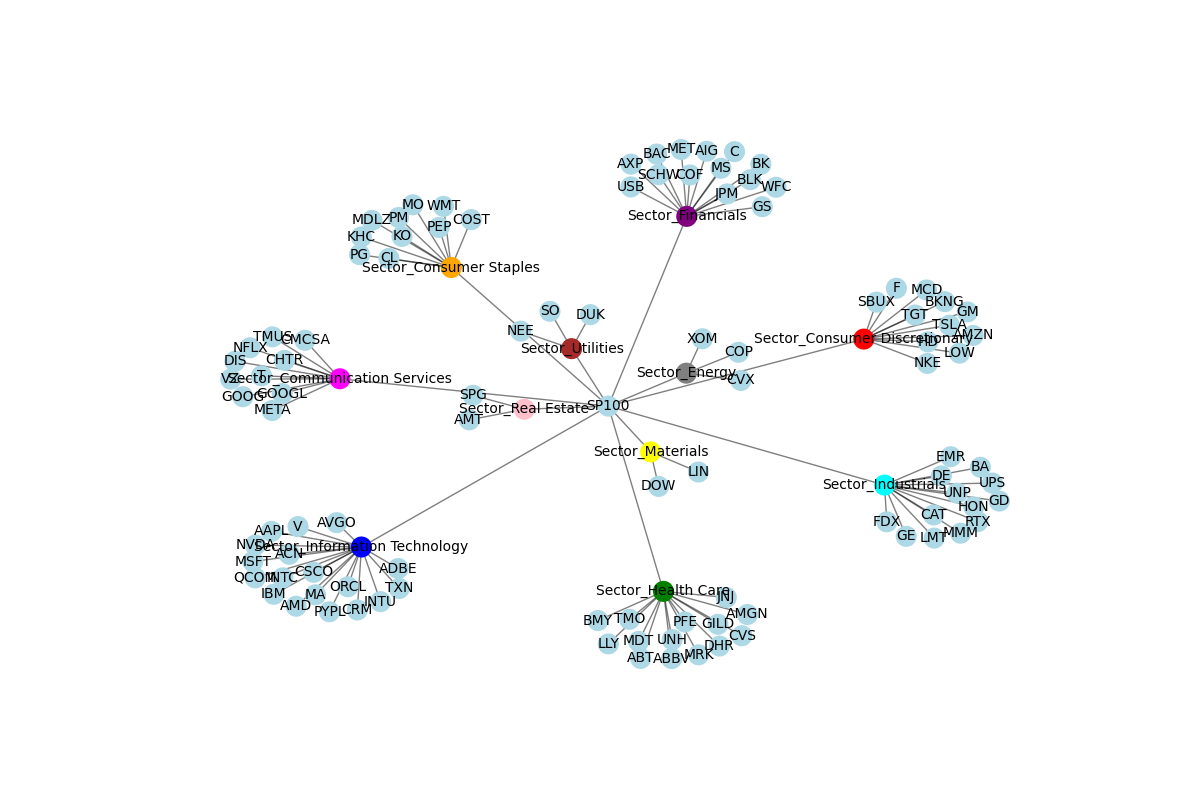 MET
AIG
C
BAC
AXP
MS
BK
SCHW
COF
BLK
USB
JPM
WFC
GS
Sector_Financials
MO
WMT
MDLZ
PM
COST
PEP
KHC
KO
PG
CL
Sector_Consumer Staples
F
MCD
SBUX
BKNG
GM
TGT
TSLA
AMZN
Sector_Consumer Discretionary
HD
LOW
NKE
SO
DUK
NEE
Sector_Utilities
XOM
COP
Sector_Energy
CVX
TMUS
CMCSA
NFLX
DIS
CHTR
VZ
T
Sector_Communication Services
GOOG
GOOGL
META
SPG
Sector_Real Estate
AMT
SP100
Sector_Materials
LIN
DOW
EMR
BA
DE
UPS
Sector_Industrials
UNP
GD
HON
CAT
FDX
RTX
GE
LMT
MMM
AVGO
V
AAPL
NVDA
Sector_Information Technology
ACN
MSFT
CSCO
ADBE
QCOM
INTC
ORCL
TXN
IBM
MA
INTU
AMD
PYPL
CRM
Sector_Health Care
JNJ
AMGN
BMY
TMO
PFE
GILD
CVS
LLY
MDT
UNH
DHR
ABT
ABBV
MRK